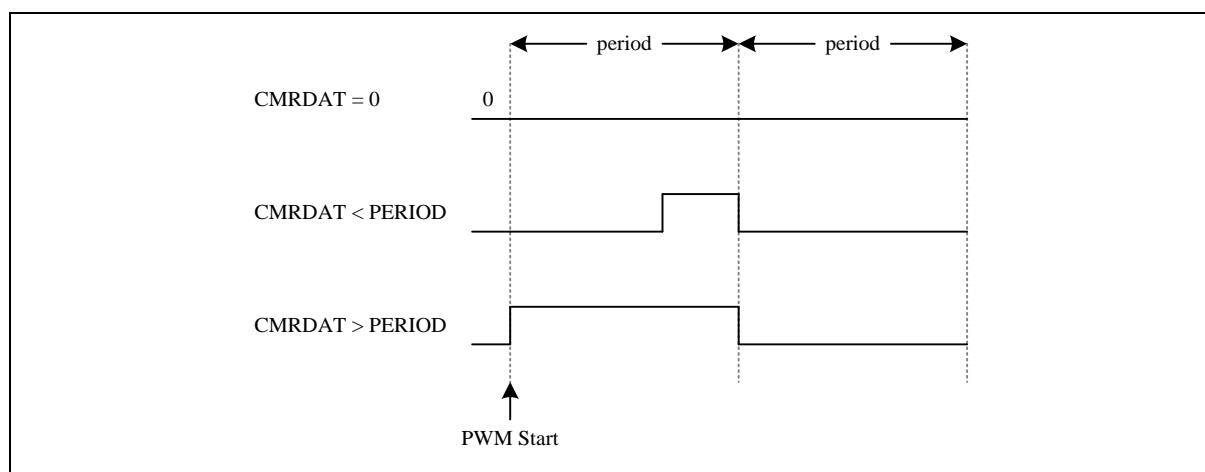 period period
CMRDAT = 0 0
CMRDAT < PERIOD
CMRDAT > PERIOD
PWM Start